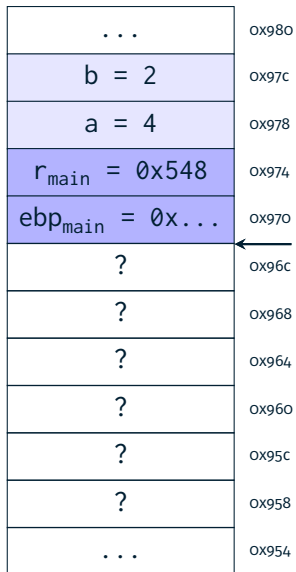 ... 0x980
b = 2 0x97c
a = 4 0x978
r_main = 0x548 0x974
ebp_main = 0x... 0x970
? 0x96c
? 0x968
? 0x964
? 0x960
? 0x95c
? 0x958
... 0x954